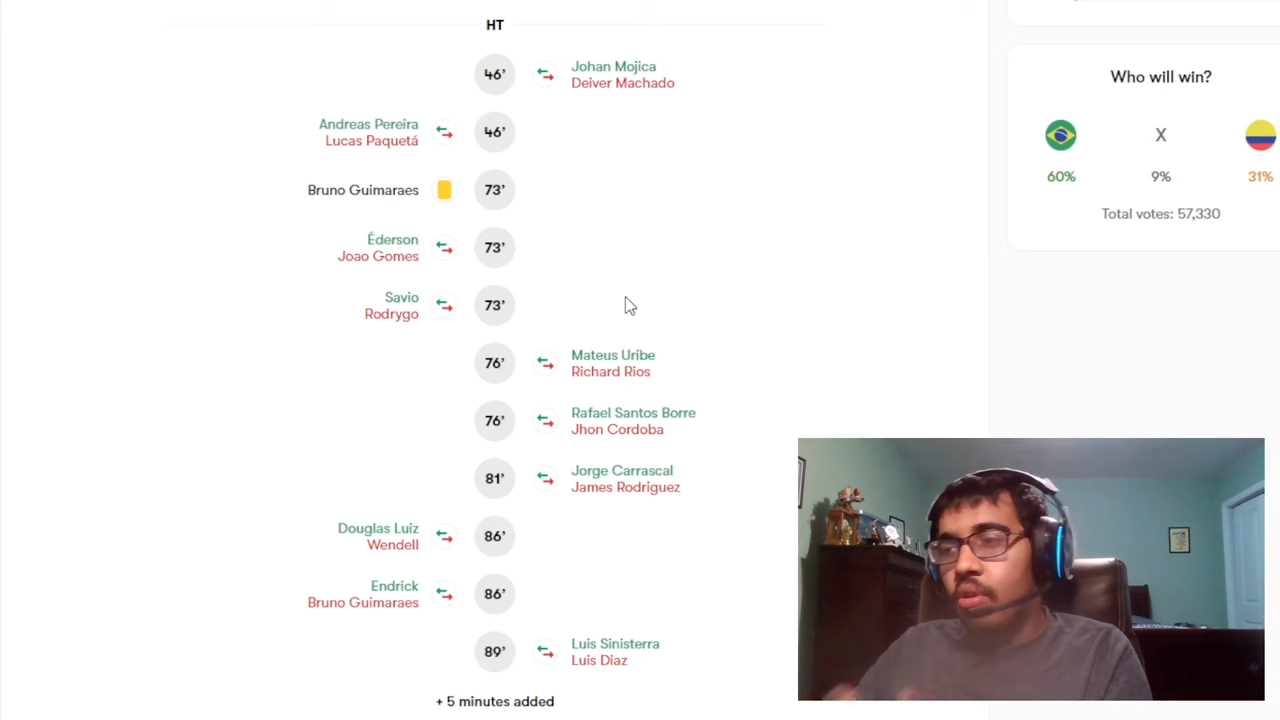 HT
46'
Johan Mojica
Deiver Machado
Andreas Pereira
Lucas Paquetá
46'
Bruno Guimaraes
73'
Éderson
Joao Gomes
73'
Savio
Rodrygo
73'
76'
Mateus Uribe
Richard Rios
76'
Rafael Santos Borre
Jhon Cordoba
81'
Jorge Carrascal
James Rodriguez
Douglas Luiz
Wendell
86'
Endrick
Bruno Guimaraes
86'
89'
Luis Sinisterra
Luis Diaz
+ 5 minutes added
Who will win?
X
60%
9%
31%
Total votes: 57,330